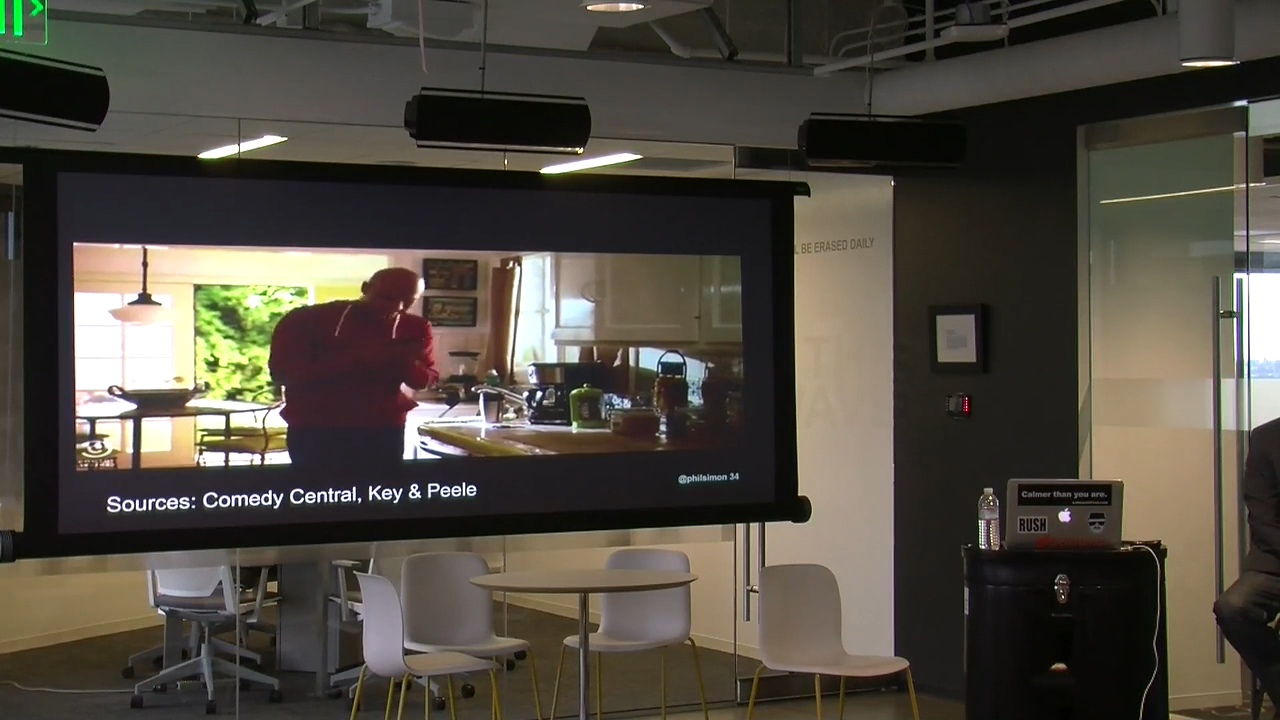 L BE ERASED DAILY
@philsimon 34
Sources: Comedy Central, Key & Peele
Calmer than you are.
RUSH